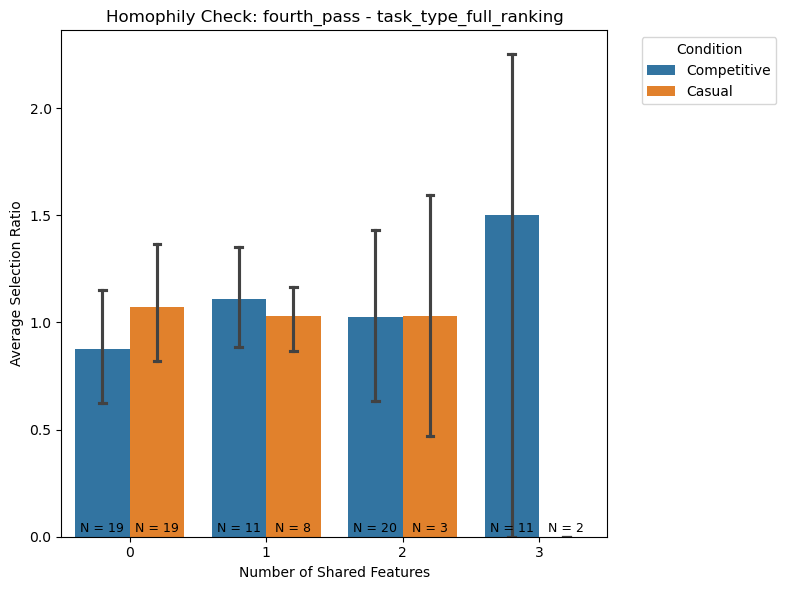 Homophily Check: fourth_pass - task_type_full_ranking
Condition
Competitive
Casual
Average Selection Ratio
2.0
1.5
1.0
0.5
0.0
N = 19
N = 19
N = 11
N = 8
N = 20
N = 3
N = 11
N = 2
0
1
2
3
Number of Shared Features